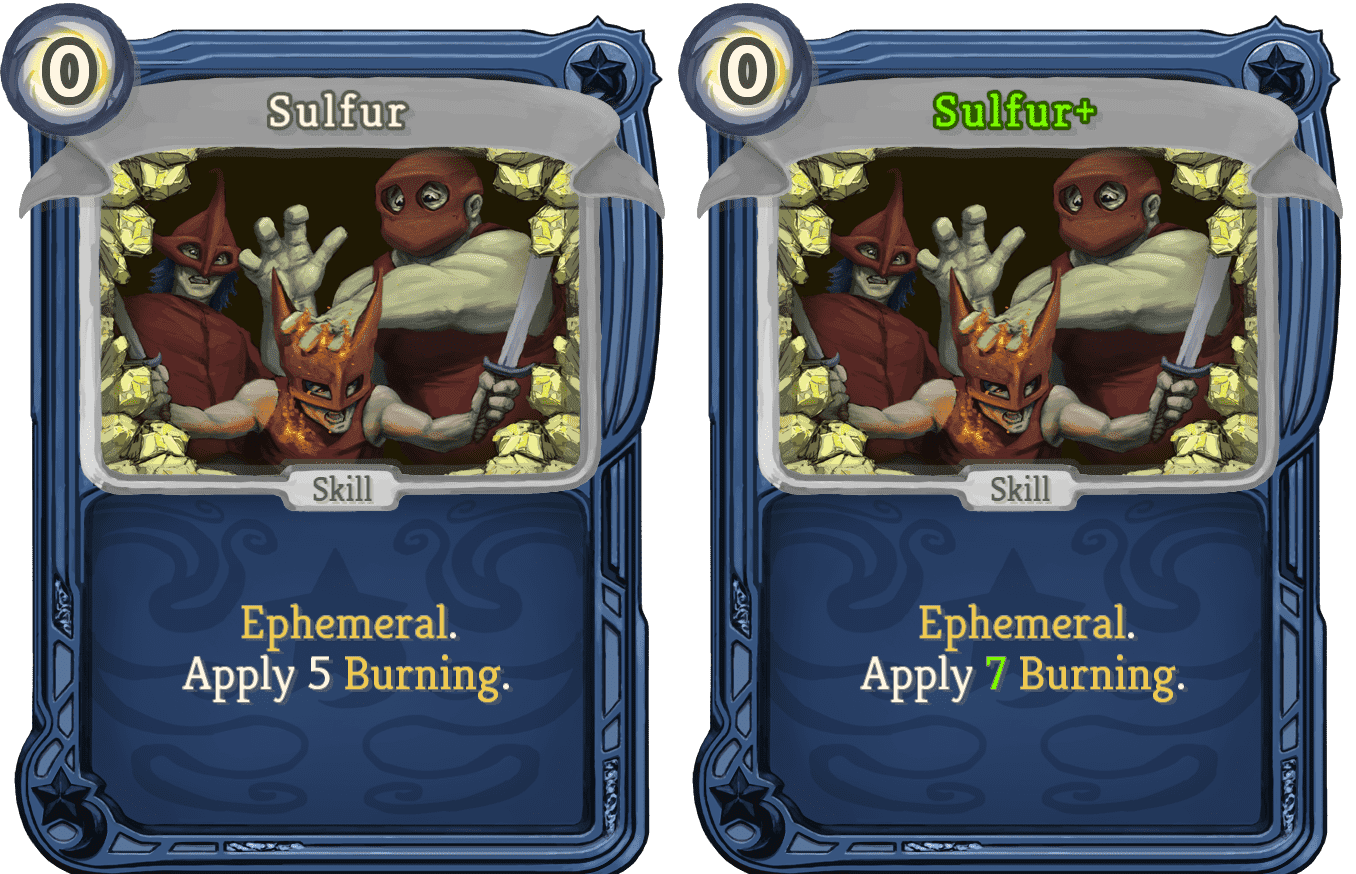 0
Sulfur
Skill
Ephemeral.
Apply 5 Burning.
0
Sulfur+
Skill
Ephemeral.
Apply 7 Burning.